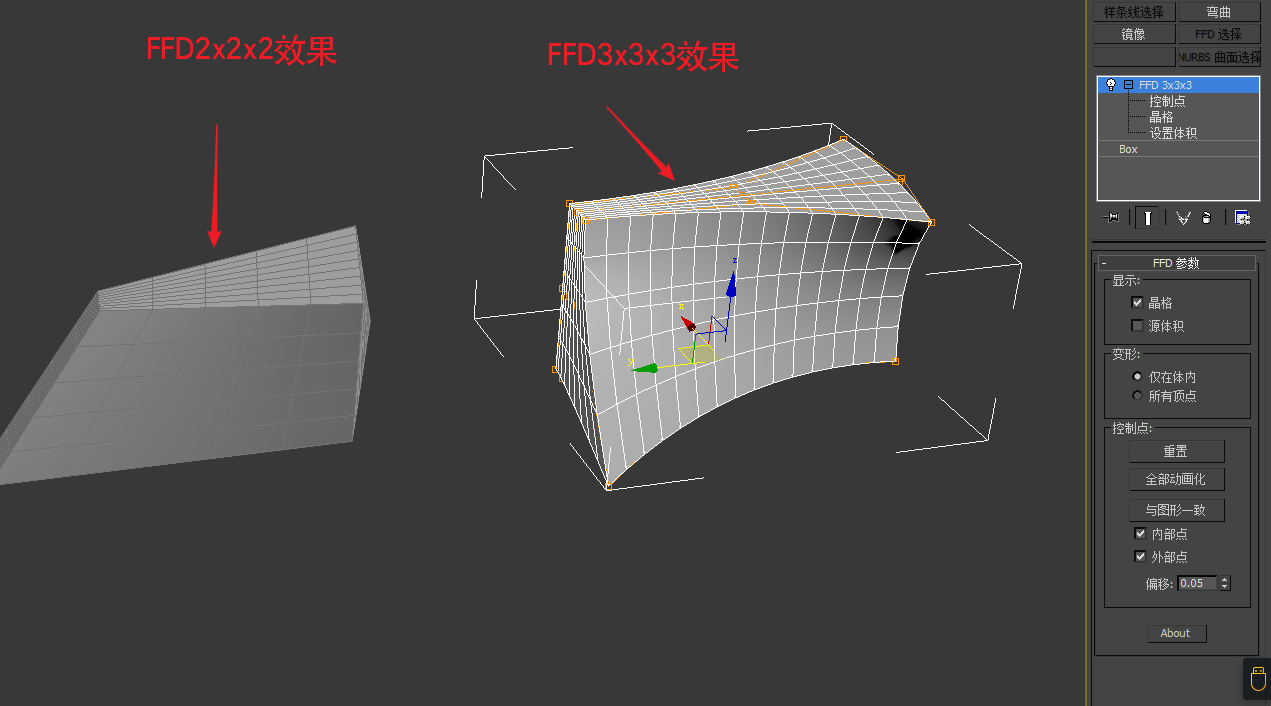 FFD2x2x2效果
FFD3x3x3效果
z
x
y
样条线选择
弯曲
镜像
FFD 选择
NURBS 曲面选择
FFD 3x3x3
控制点
晶格
设置体积
Box
FFD 参数
显示:
晶格
源体积
变形:
仅在体内
所有顶点
控制点:
重置
全部动画化
与图形一致
内部点
外部点
偏移: 0.05
About